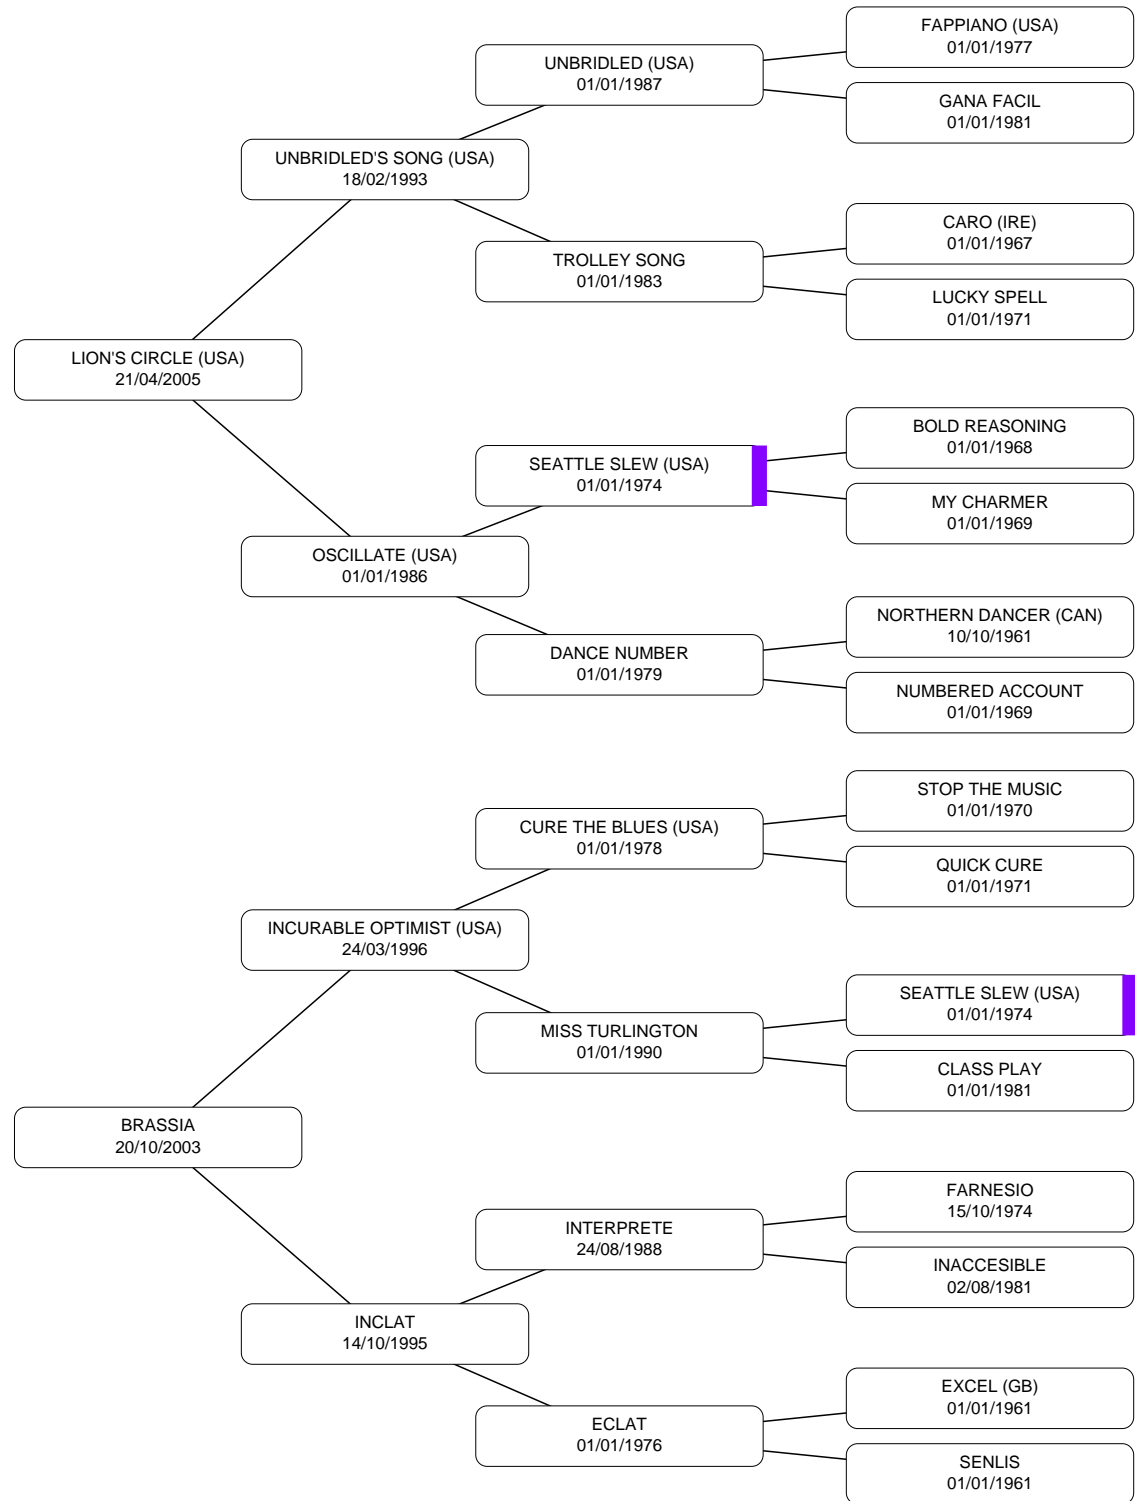 FAPPIANO (USA)
01/01/1977
UNBRIDLED (USA)
01/01/1987
GANA FACIL
01/01/1981
UNBRIDLED'S SONG (USA)
18/02/1993
CARO (IRE)
01/01/1967
TROLLEY SONG
01/01/1983
LUCKY SPELL
01/01/1971
LION'S CIRCLE (USA)
21/04/2005
BOLD REASONING
01/01/1968
SEATTLE SLEW (USA)
01/01/1974
MY CHARMER
01/01/1969
OSCILLATE (USA)
01/01/1986
NORTHERN DANCER (CAN)
10/10/1961
DANCE NUMBER
01/01/1979
NUMBERED ACCOUNT
01/01/1969
STOP THE MUSIC
01/01/1970
CURE THE BLUES (USA)
01/01/1978
QUICK CURE
01/01/1971
INCURABLE OPTIMIST (USA)
24/03/1996
SEATTLE SLEW (USA)
01/01/1974
MISS TURLINGTON
01/01/1990
CLASS PLAY
01/01/1981
BRASSIA
20/10/2003
FARNESIO
15/10/1974
INTERPRETE
24/08/1988
INACCESIBLE
02/08/1981
INCLAT
14/10/1995
EXCEL (GB)
01/01/1961
ECLAT
01/01/1976
SENLIS
01/01/1961